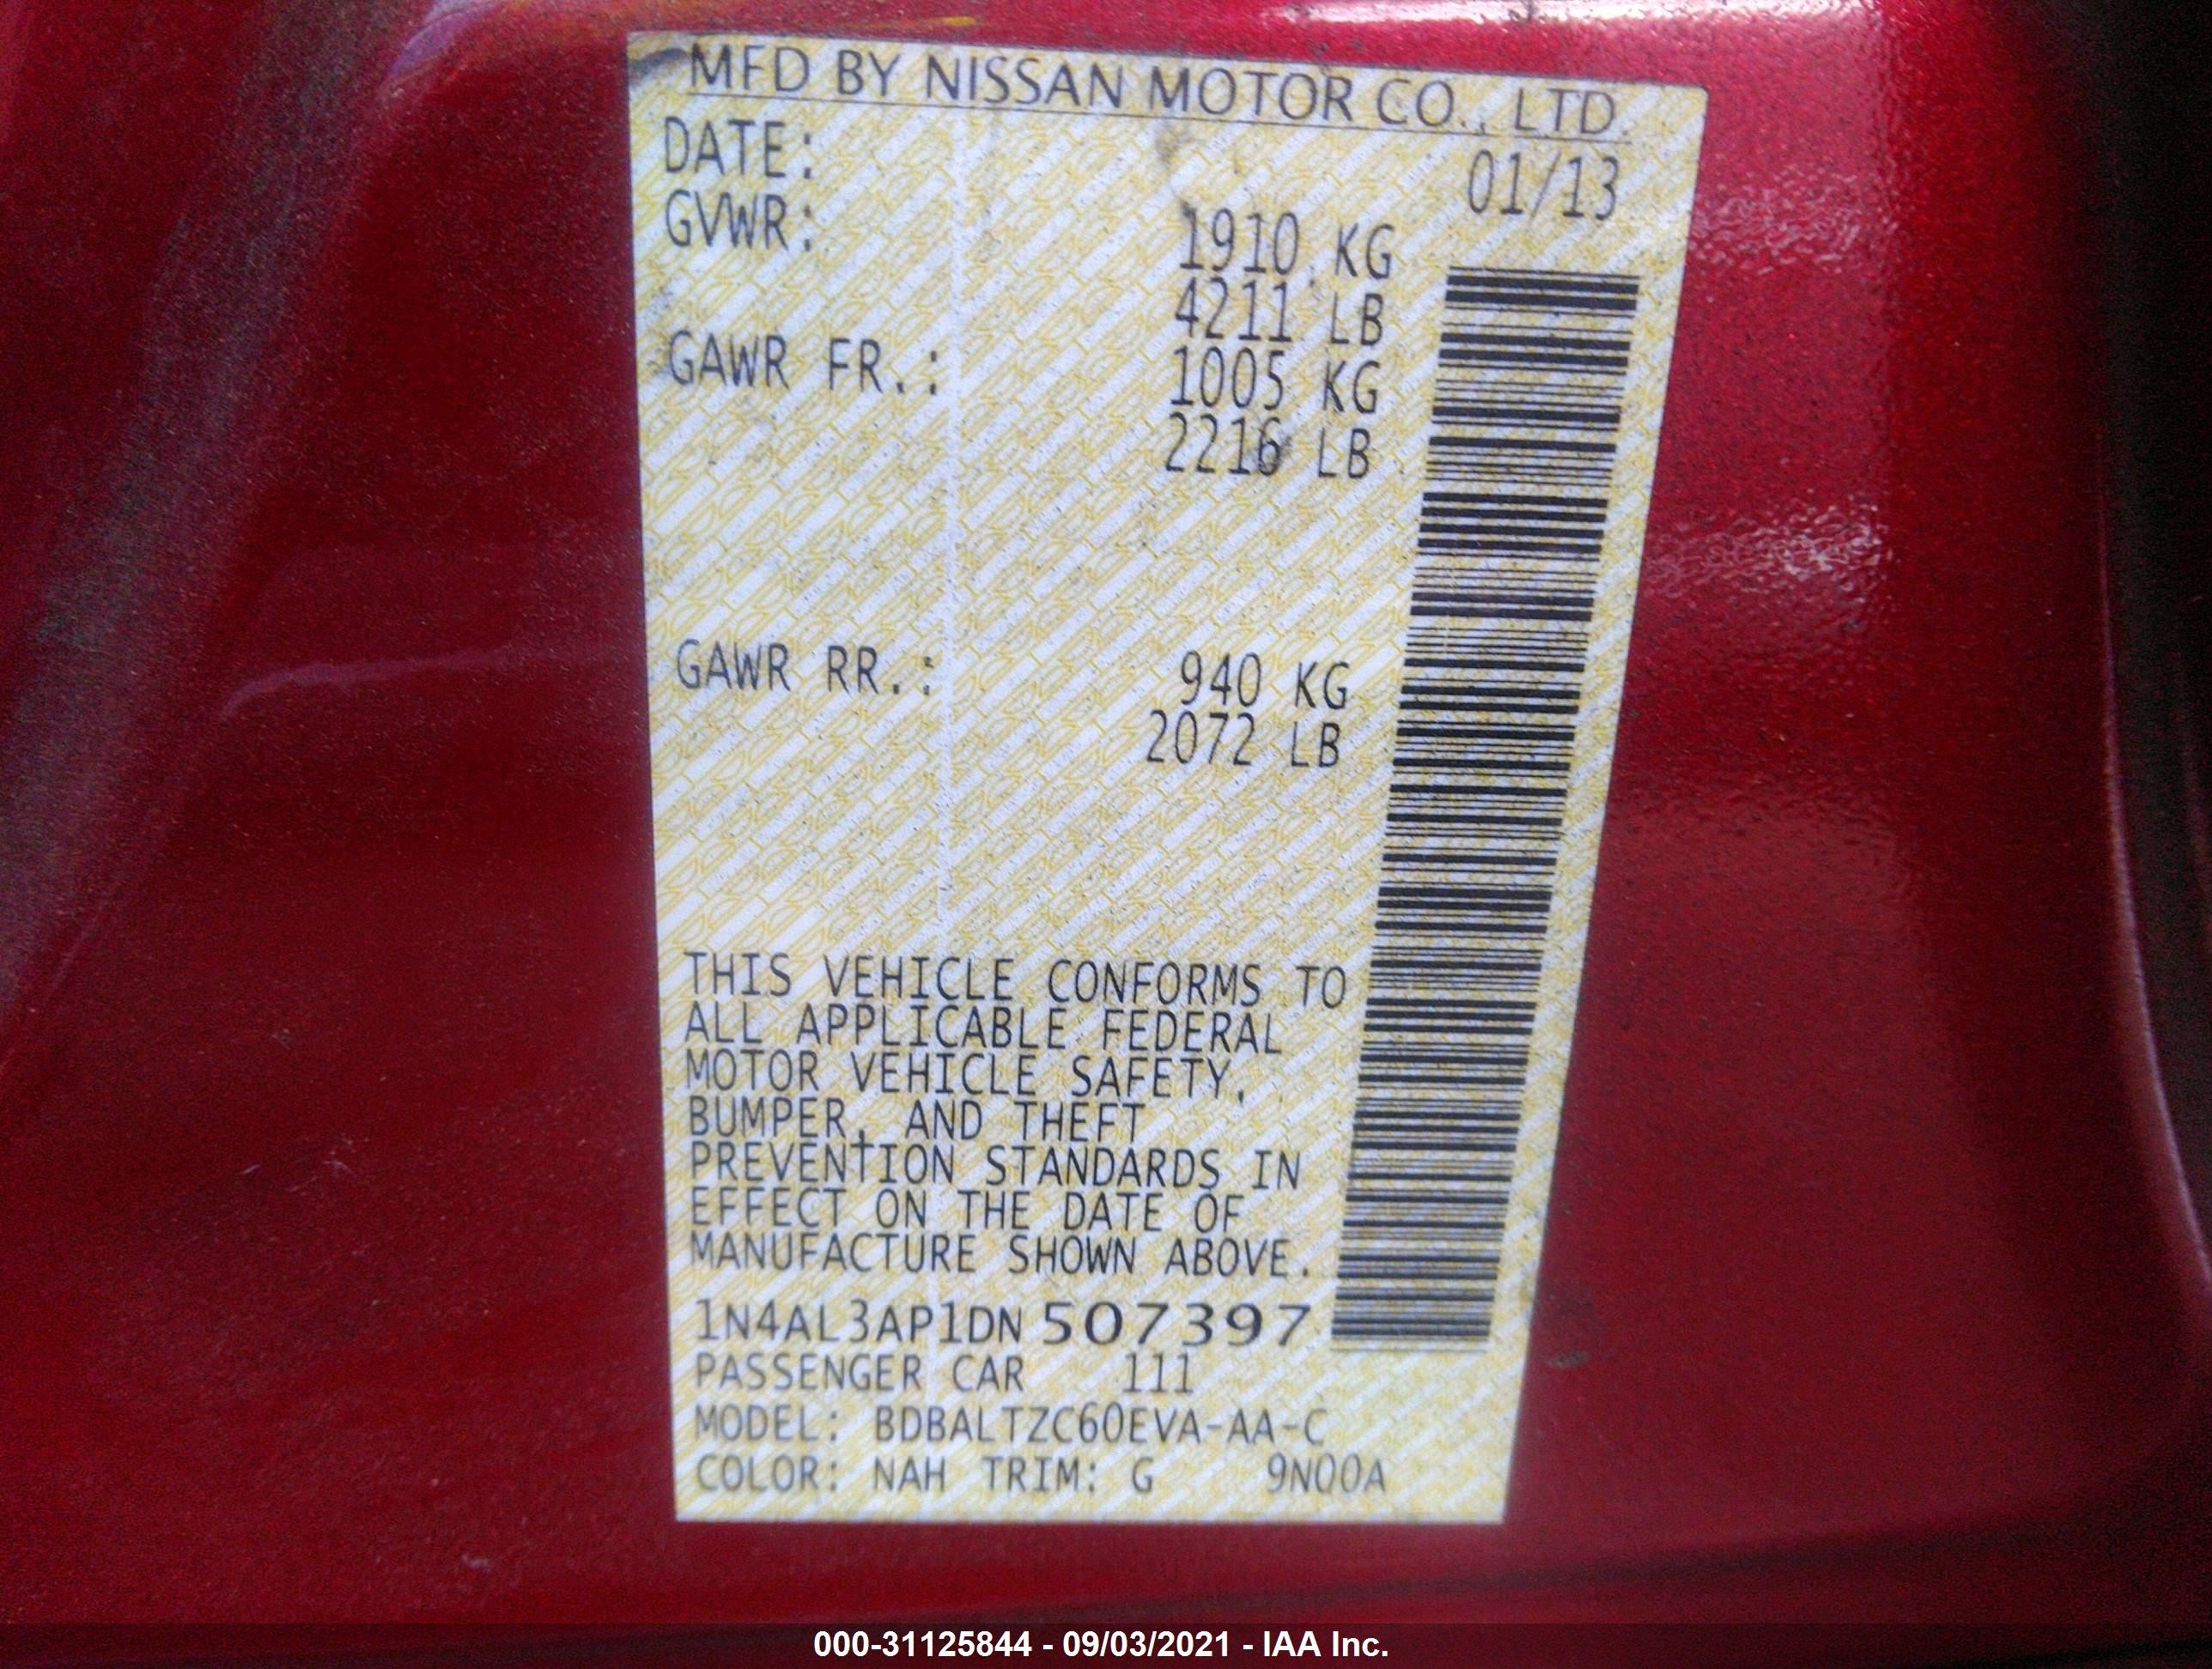 MFD BY NISSAN MOTOR CO., LTD.
DATE: 01/13
GVWR: 1910 KG
4211 LB
GAWR FR.: 1005 KG
2216 LB
GAWR RR.: 940 KG
2072 LB
THIS VEHICLE CONFORMS TO
ALL APPLICABLE FEDERAL
MOTOR VEHICLE SAFETY,
BUMPER, AND THEFT
PREVENTION STANDARDS IN
EFFECT ON THE DATE OF
MANUFACTURE SHOWN ABOVE.
1N4AL3AP1DN 507397
PASSENGER CAR 111
MODEL: BDBALTZC60EVA-AA-C
COLOR: NAH TRIM: G 9N00A
000-31125844 - 09/03/2021 - IAA Inc.